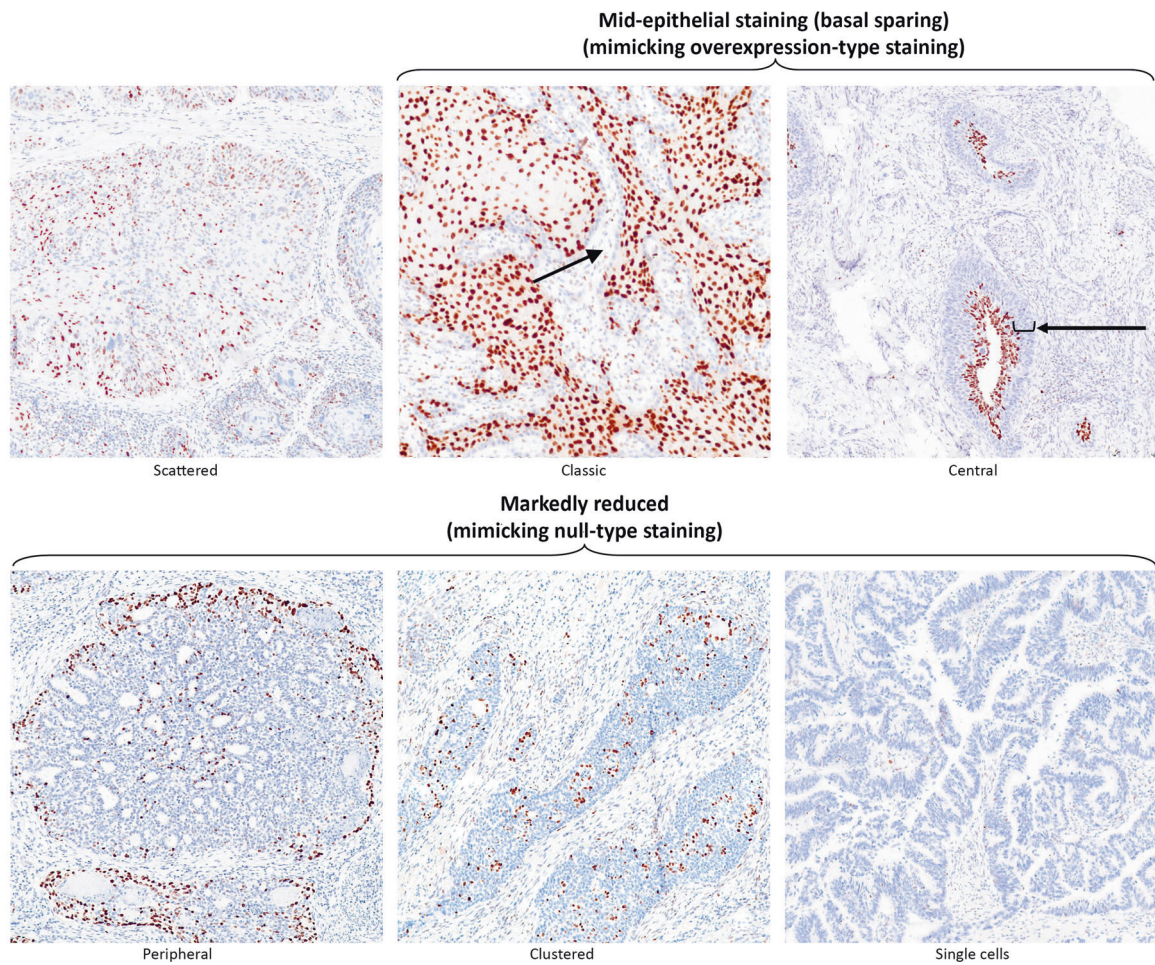 Mid-epithelial staining (basal sparing)
(mimicking overexpression-type staining)
Scattered
Classic
Central
Markedly reduced
(mimicking null-type staining)
Peripheral
Clustered
Single cells